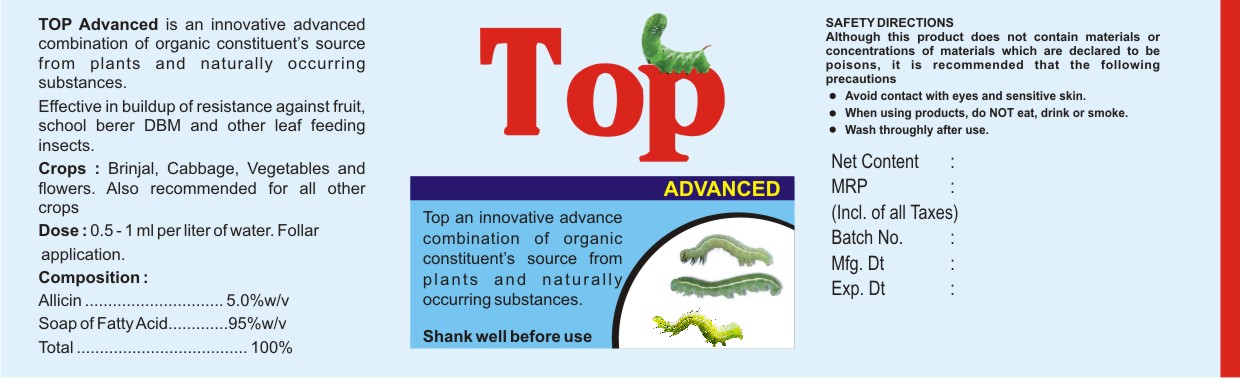 TOP Advanced is an innovative advanced
combination of organic constituent's source
from plants and naturally occurring
substances.
Effective in buildup of resistance against fruit,
school berer DBM and other leaf feeding
insects.
Crops : Brinjal, Cabbage, Vegetables and
flowers. Also recommended for all other
crops
Dose : 0.5 - 1 ml per liter of water. Follar
application.
Composition :
Allicin .............................. 5.0%w/v
Soap of Fatty Acid.............95%w/v
Total ..................................... 100%
Top
ADVANCED
Top an innovative advance
combination of organic
constituent's source from
plants and naturally
occurring substances.
Shank well before use
SAFETY DIRECTIONS
Although this product does not contain materials or
concentrations of materials which are declared to be
poisons, it is recommended that the following
precautions
● Avoid contact with eyes and sensitive skin.
● When using products, do NOT eat, drink or smoke.
● Wash throughly after use.
Net Content :
MRP :
(Incl. of all Taxes)
Batch No. :
Mfg. Dt :
Exp. Dt :